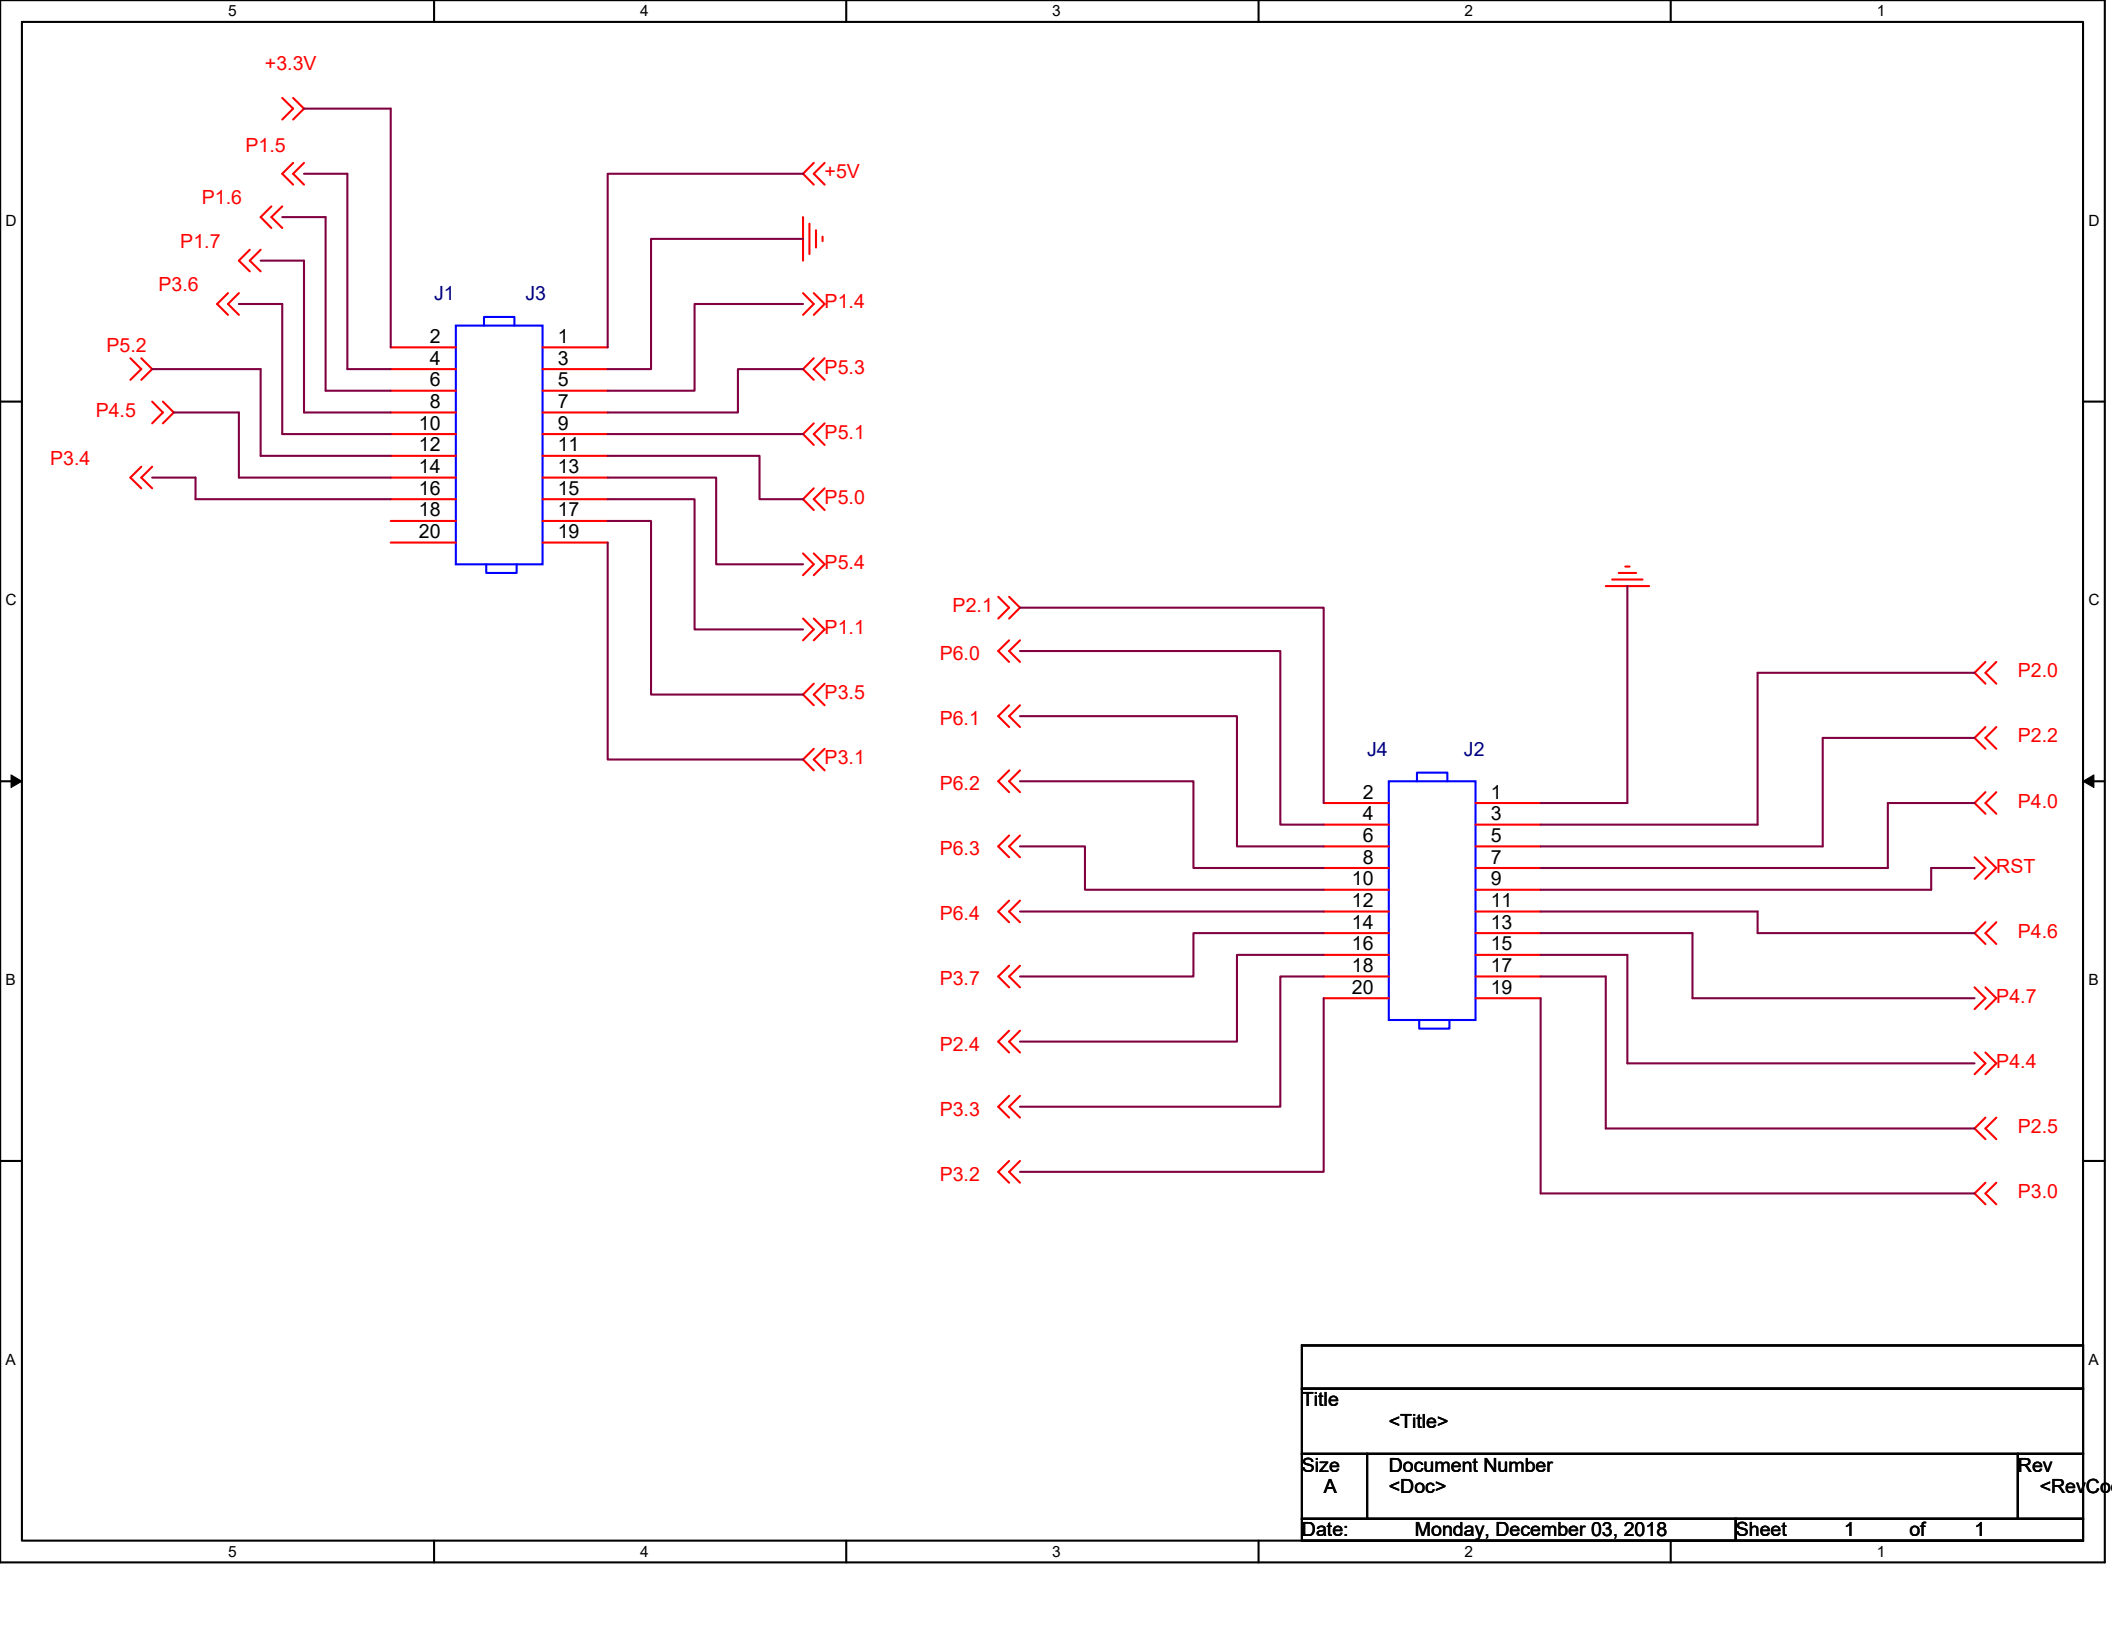 5 4 3 2 1
+3.3V
P1.5
+5V
P1.6
D D
P1.7
P3.6
J1 J3
P1.4
2 1
P5.2
4 3
P5.3
6 5
8 7
P4.5
10 9
P5.1
12 11
P3.4
14 13
16 15
P5.0
18 17
20 19
P5.4
C C
P2.1
P1.1
P6.0
P2.0
P3.5
P6.1
P2.2
J4 J2
P3.1
P6.2
2 1
P4.0
4 3
6 5
P6.3
8 7
RST
10 9
12 11
P6.4
14 13
P4.6
16 15
18 17
P3.7
B B
20 19
P4.7
P2.4
P4.4
P3.3
P2.5
P3.2
P3.0
A A
Title
<Title>
Size Document Number Rev
A <Doc> <RevCo
Date: Monday, December 03, 2018 Sheet 1 of 1
5 4 3 2 1